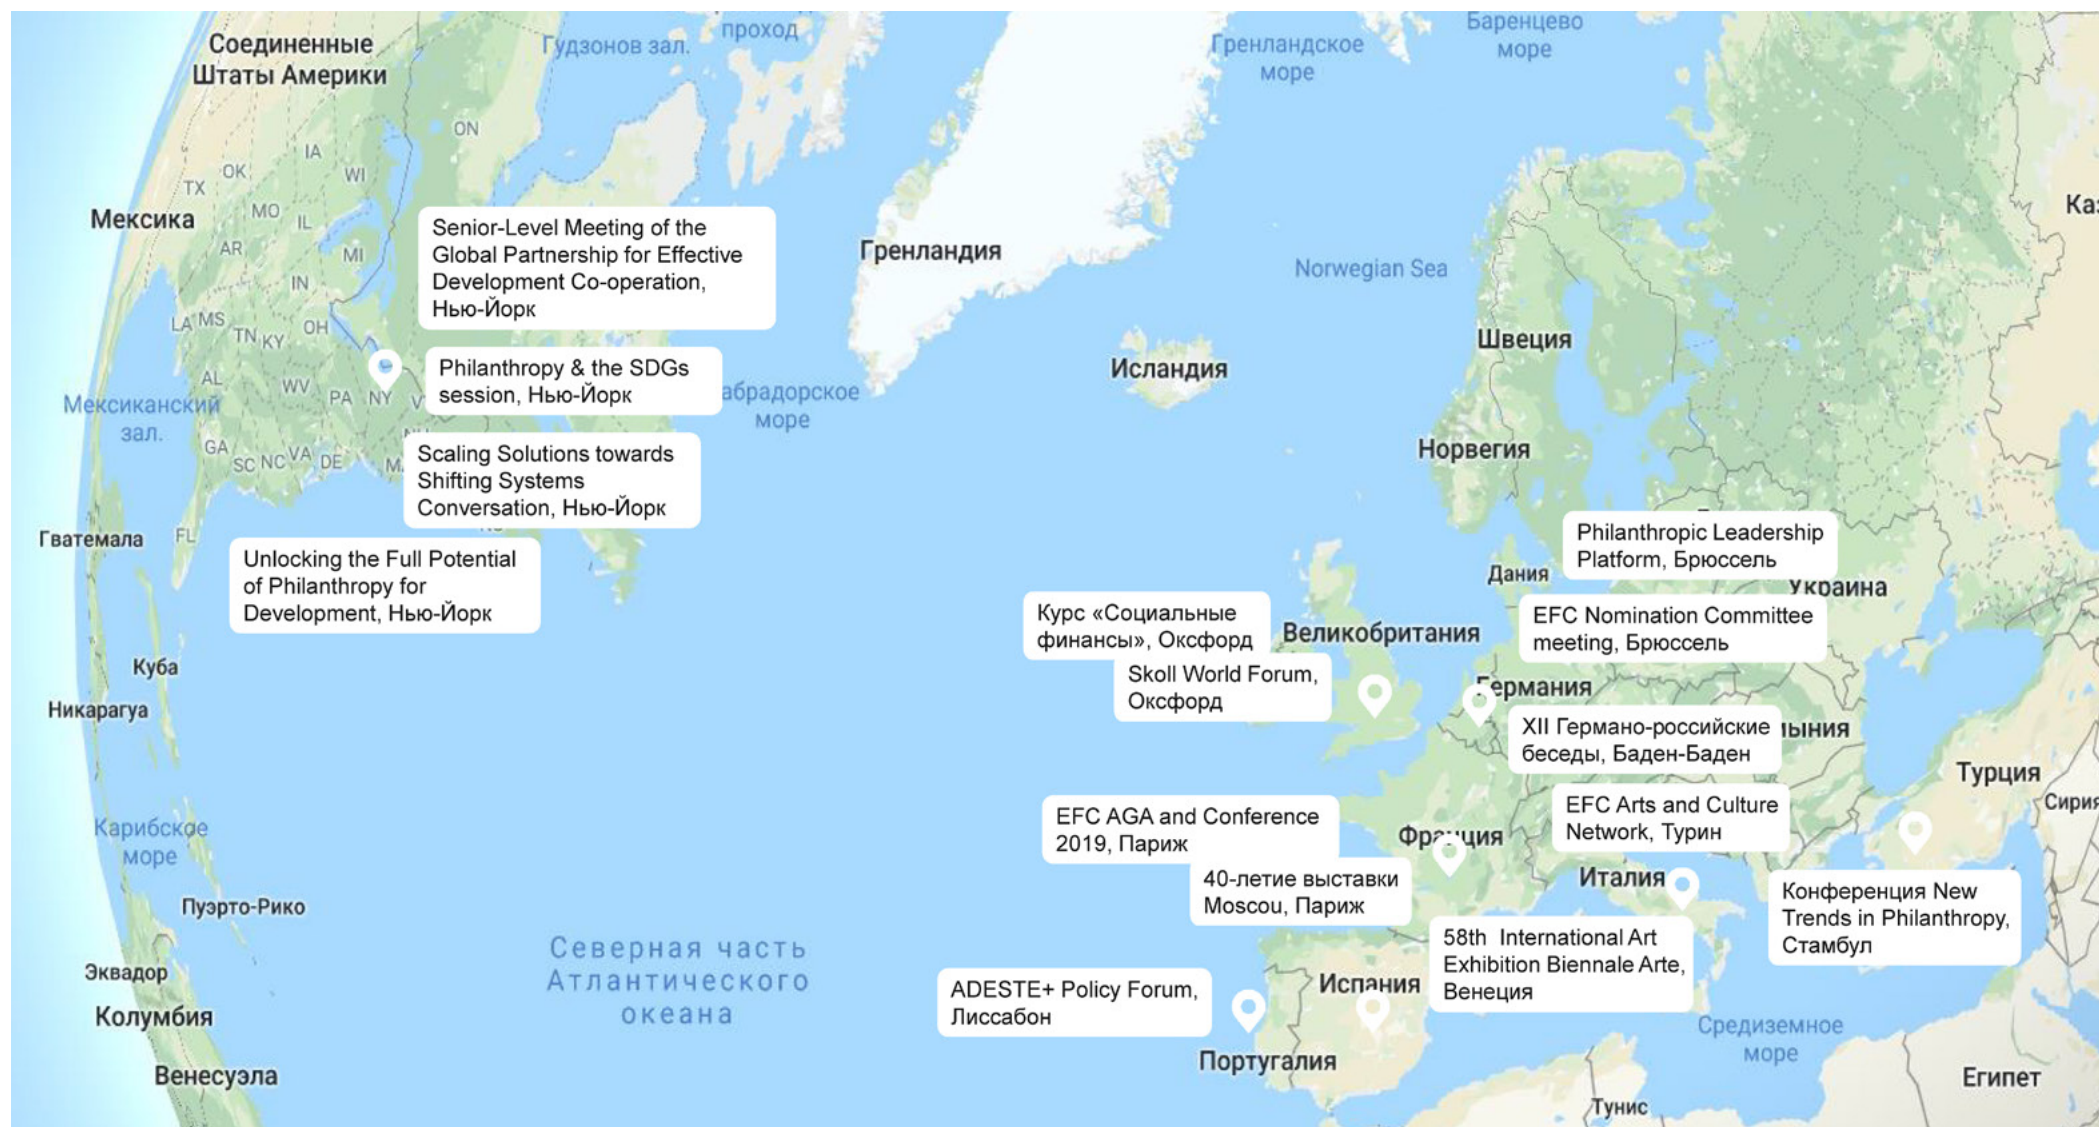 Соединенные
Штаты Америки
Гудзонов зал.
проход
Гренландское
море
Баренцево
море
ON
IA
WI
OK
TX
MO
IL
AR
MI
IN
Мексика
Senior-Level Meeting of the
Global Partnership for Effective
Development Co-operation,
Нью-Йорк
Гренландия
Norwegian Sea
LA
MS
TN
KY
OH
Швеция
Исландия
Philanthropy & the SDGs
session, Нью-Йорк
AL
WV
PA
NY
Мексиканский
зал.
море
Норвегия
GA
SC
NC
VA
DE
Scaling Solutions towards
Shifting Systems
Conversation, Нью-Йорк
Гватемала
FL
Unlocking the Full Potential
of Philanthropy for
Development, Нью-Йорк
Philanthropic Leadership
Platform, Брюссель
Дания
Украина
Курс «Социальные
финансы», Оксфорд
Великобритания
EFC Nomination Committee
meeting, Брюссель
Куба
Skoll World Forum,
Оксфорд
Германия
Никарагуа
XII Германо-российские
беседы, Баден-Баден
Турция
Сирия
EFC AGA and Conference
2019, Париж
Франция
EFC Arts and Culture
Network, Турин
Карибское
море
40-летие выставки
Moscou, Париж
Италия
Конференция New
Trends in Philanthropy,
Стамбул
Пуэрто-Рико
58th International Art
Exhibition Biennale Arte,
Венеция
Северная часть
Атлантического
океана
Эквадор
Колумбия
ADESTE+ Policy Forum,
Лиссабон
Испания
Португалия
Средиземное
море
Венесуэла
Египет
Тунис